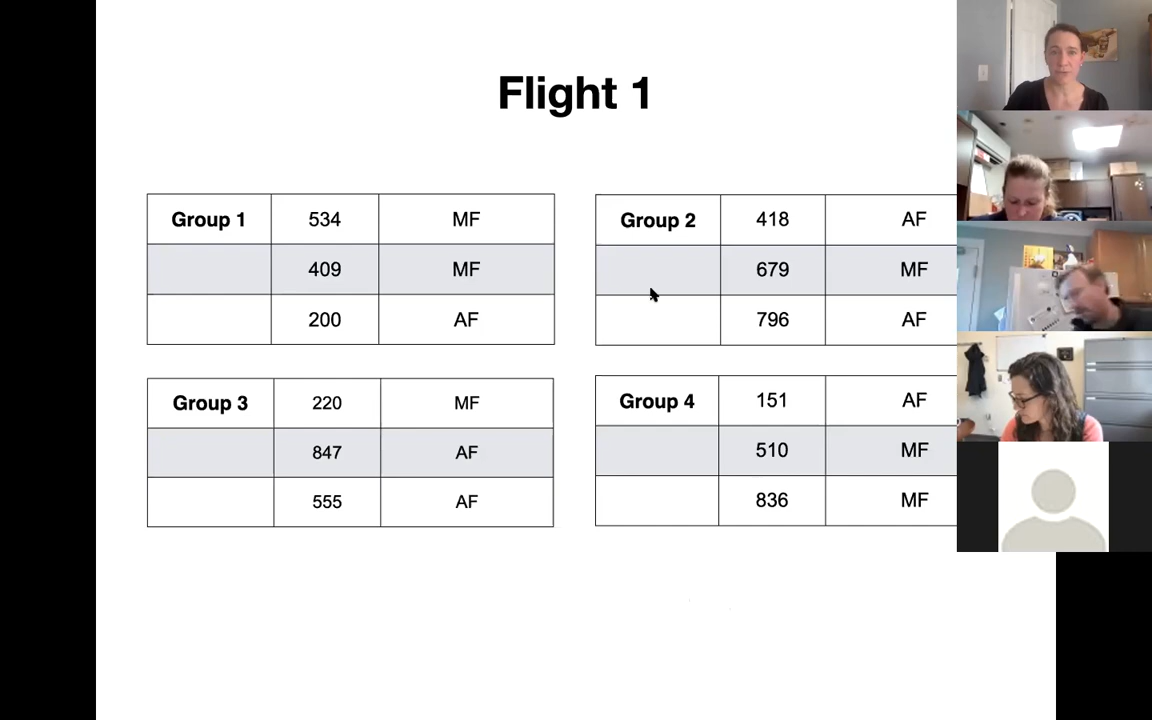 Flight 1
Group 1 534 MF
409 MF
200 AF
Group 2 418 AF
679 MF
796 AF
Group 3 220 MF
847 AF
555 AF
Group 4 151 AF
510 MF
836 MF